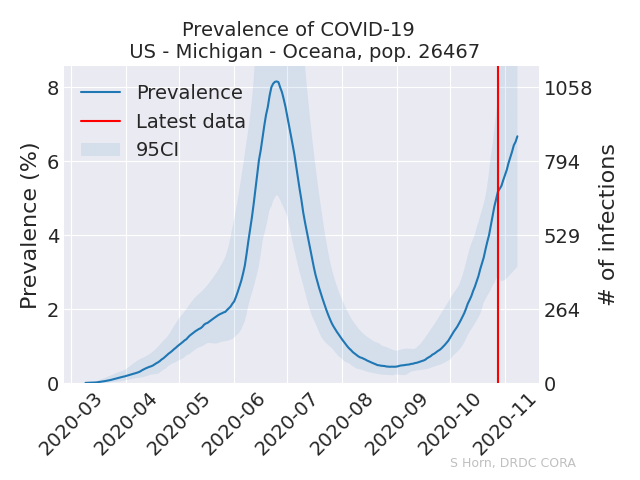 Prevalence of COVID-19
US - Michigan - Oceana, pop. 26467
Prevalence
Latest data
95CI
Prevalence (%)
8
6
4
2
0
1058
794
529
264
0
# of infections
2020-03
2020-04
2020-05
2020-06
2020-07
2020-08
2020-09
2020-10
2020-11
S Horn, DRDC CORA